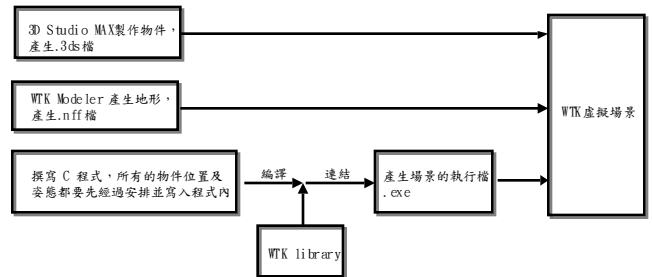 3D Studio MAX製作物件，
產生.3ds檔
WTK Modeler 產生地形，
產生.nff檔
WTK虛擬場景
撰寫 C 程式，所有的物件位置及
姿態都要先經過安排並寫入程式內
編譯
連結
產生場景的執行檔
.exe
WTK library